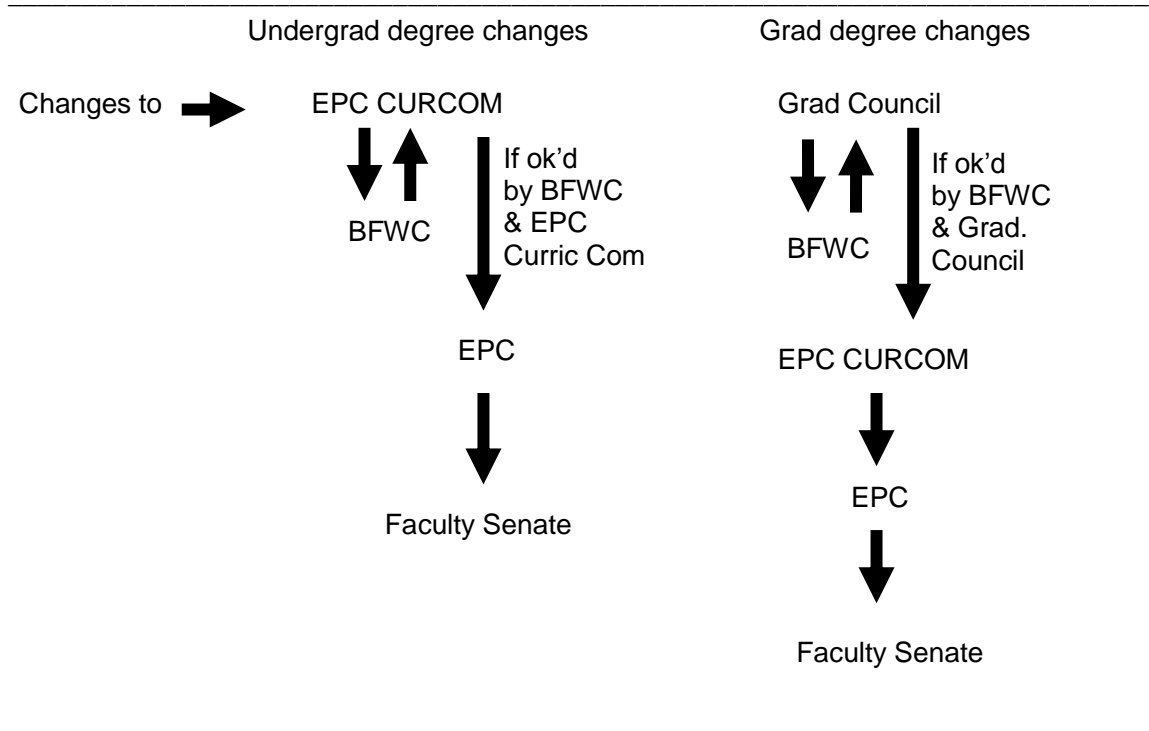 Undergrad degree changes
Grad degree changes
Changes to
EPC CURCOM
If ok’d
by BFWC
& EPC
Curric Com
BFWC
EPC
Faculty Senate
Grad Council
If ok’d
by BFWC
& Grad.
Council
BFWC
EPC CURCOM
EPC
Faculty Senate